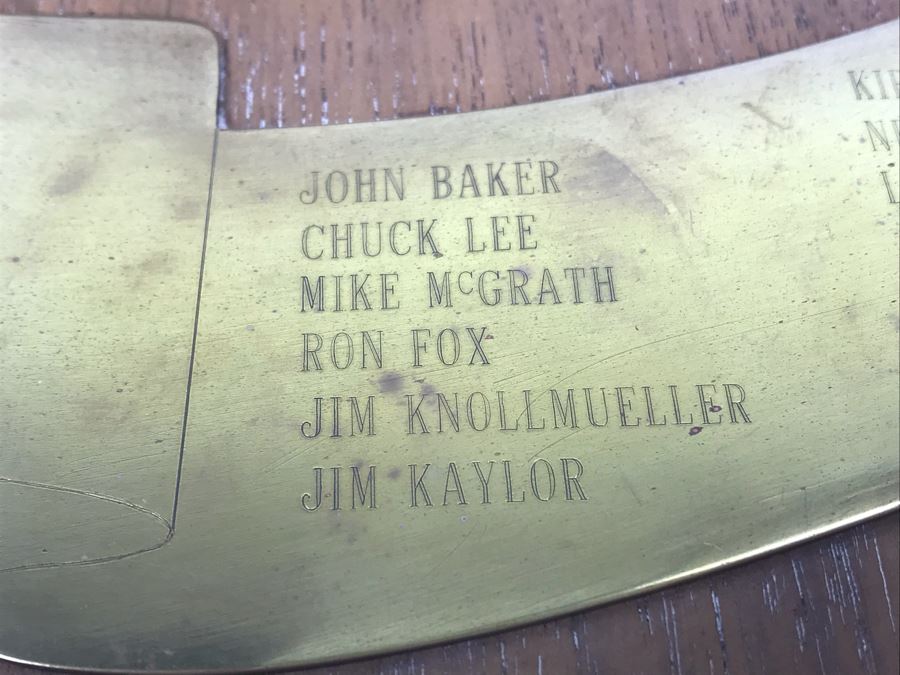 JOHN BAKER
CHUCK LEE
MIKE McGRATH
RON FOX
JIM KNOLLMUELLER
JIM KAYLOR